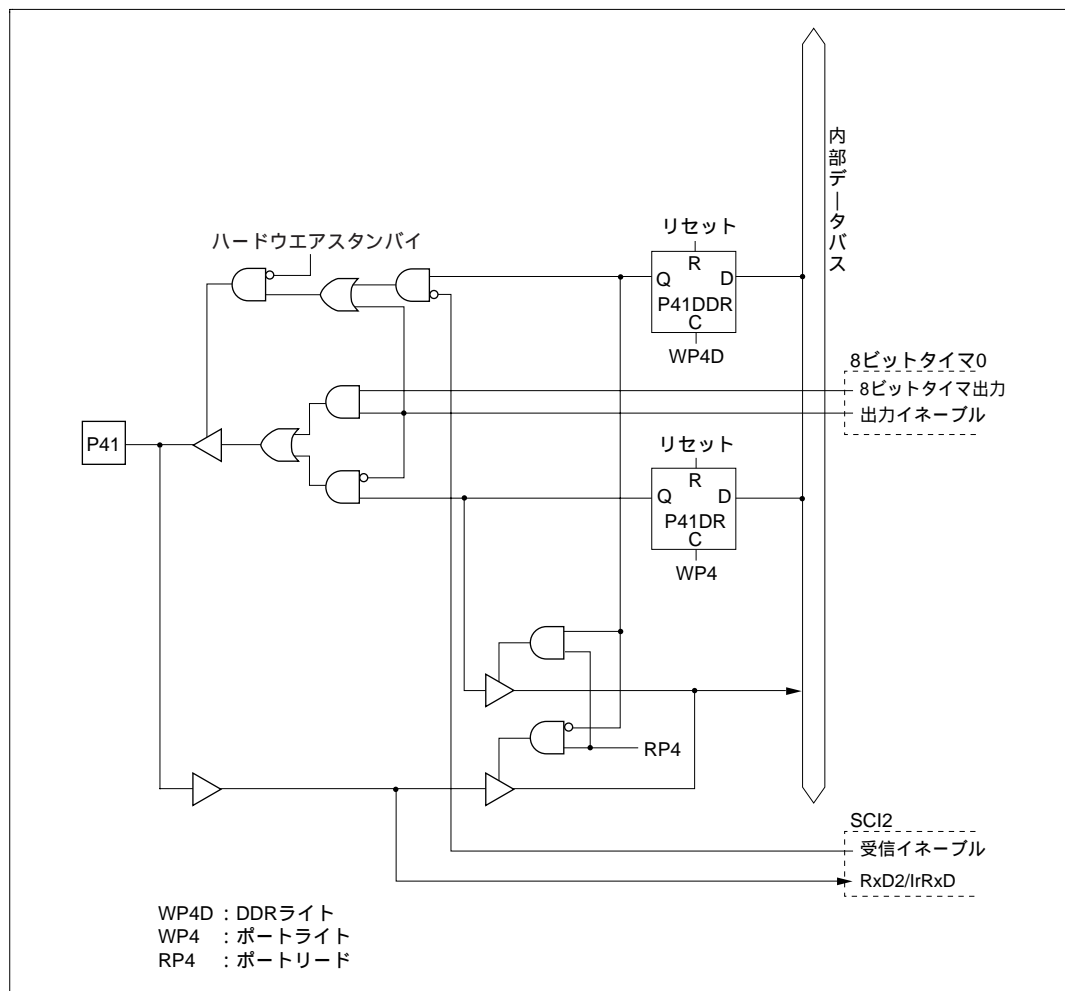 内部データバス
リセット
ハードウエアスタンバイ
R
Q D
P41DDR
C
WP4D
8ビットタイマ0
8ビットタイマ出力
出力イネーブル
P41
リセット
R
Q D
P41DR
C
WP4
RP4
SCI2
受信イネーブル
RxD2/IrRxD
WP4D :DDRライト
WP4 :ポートライト
RP4 :ポートリード